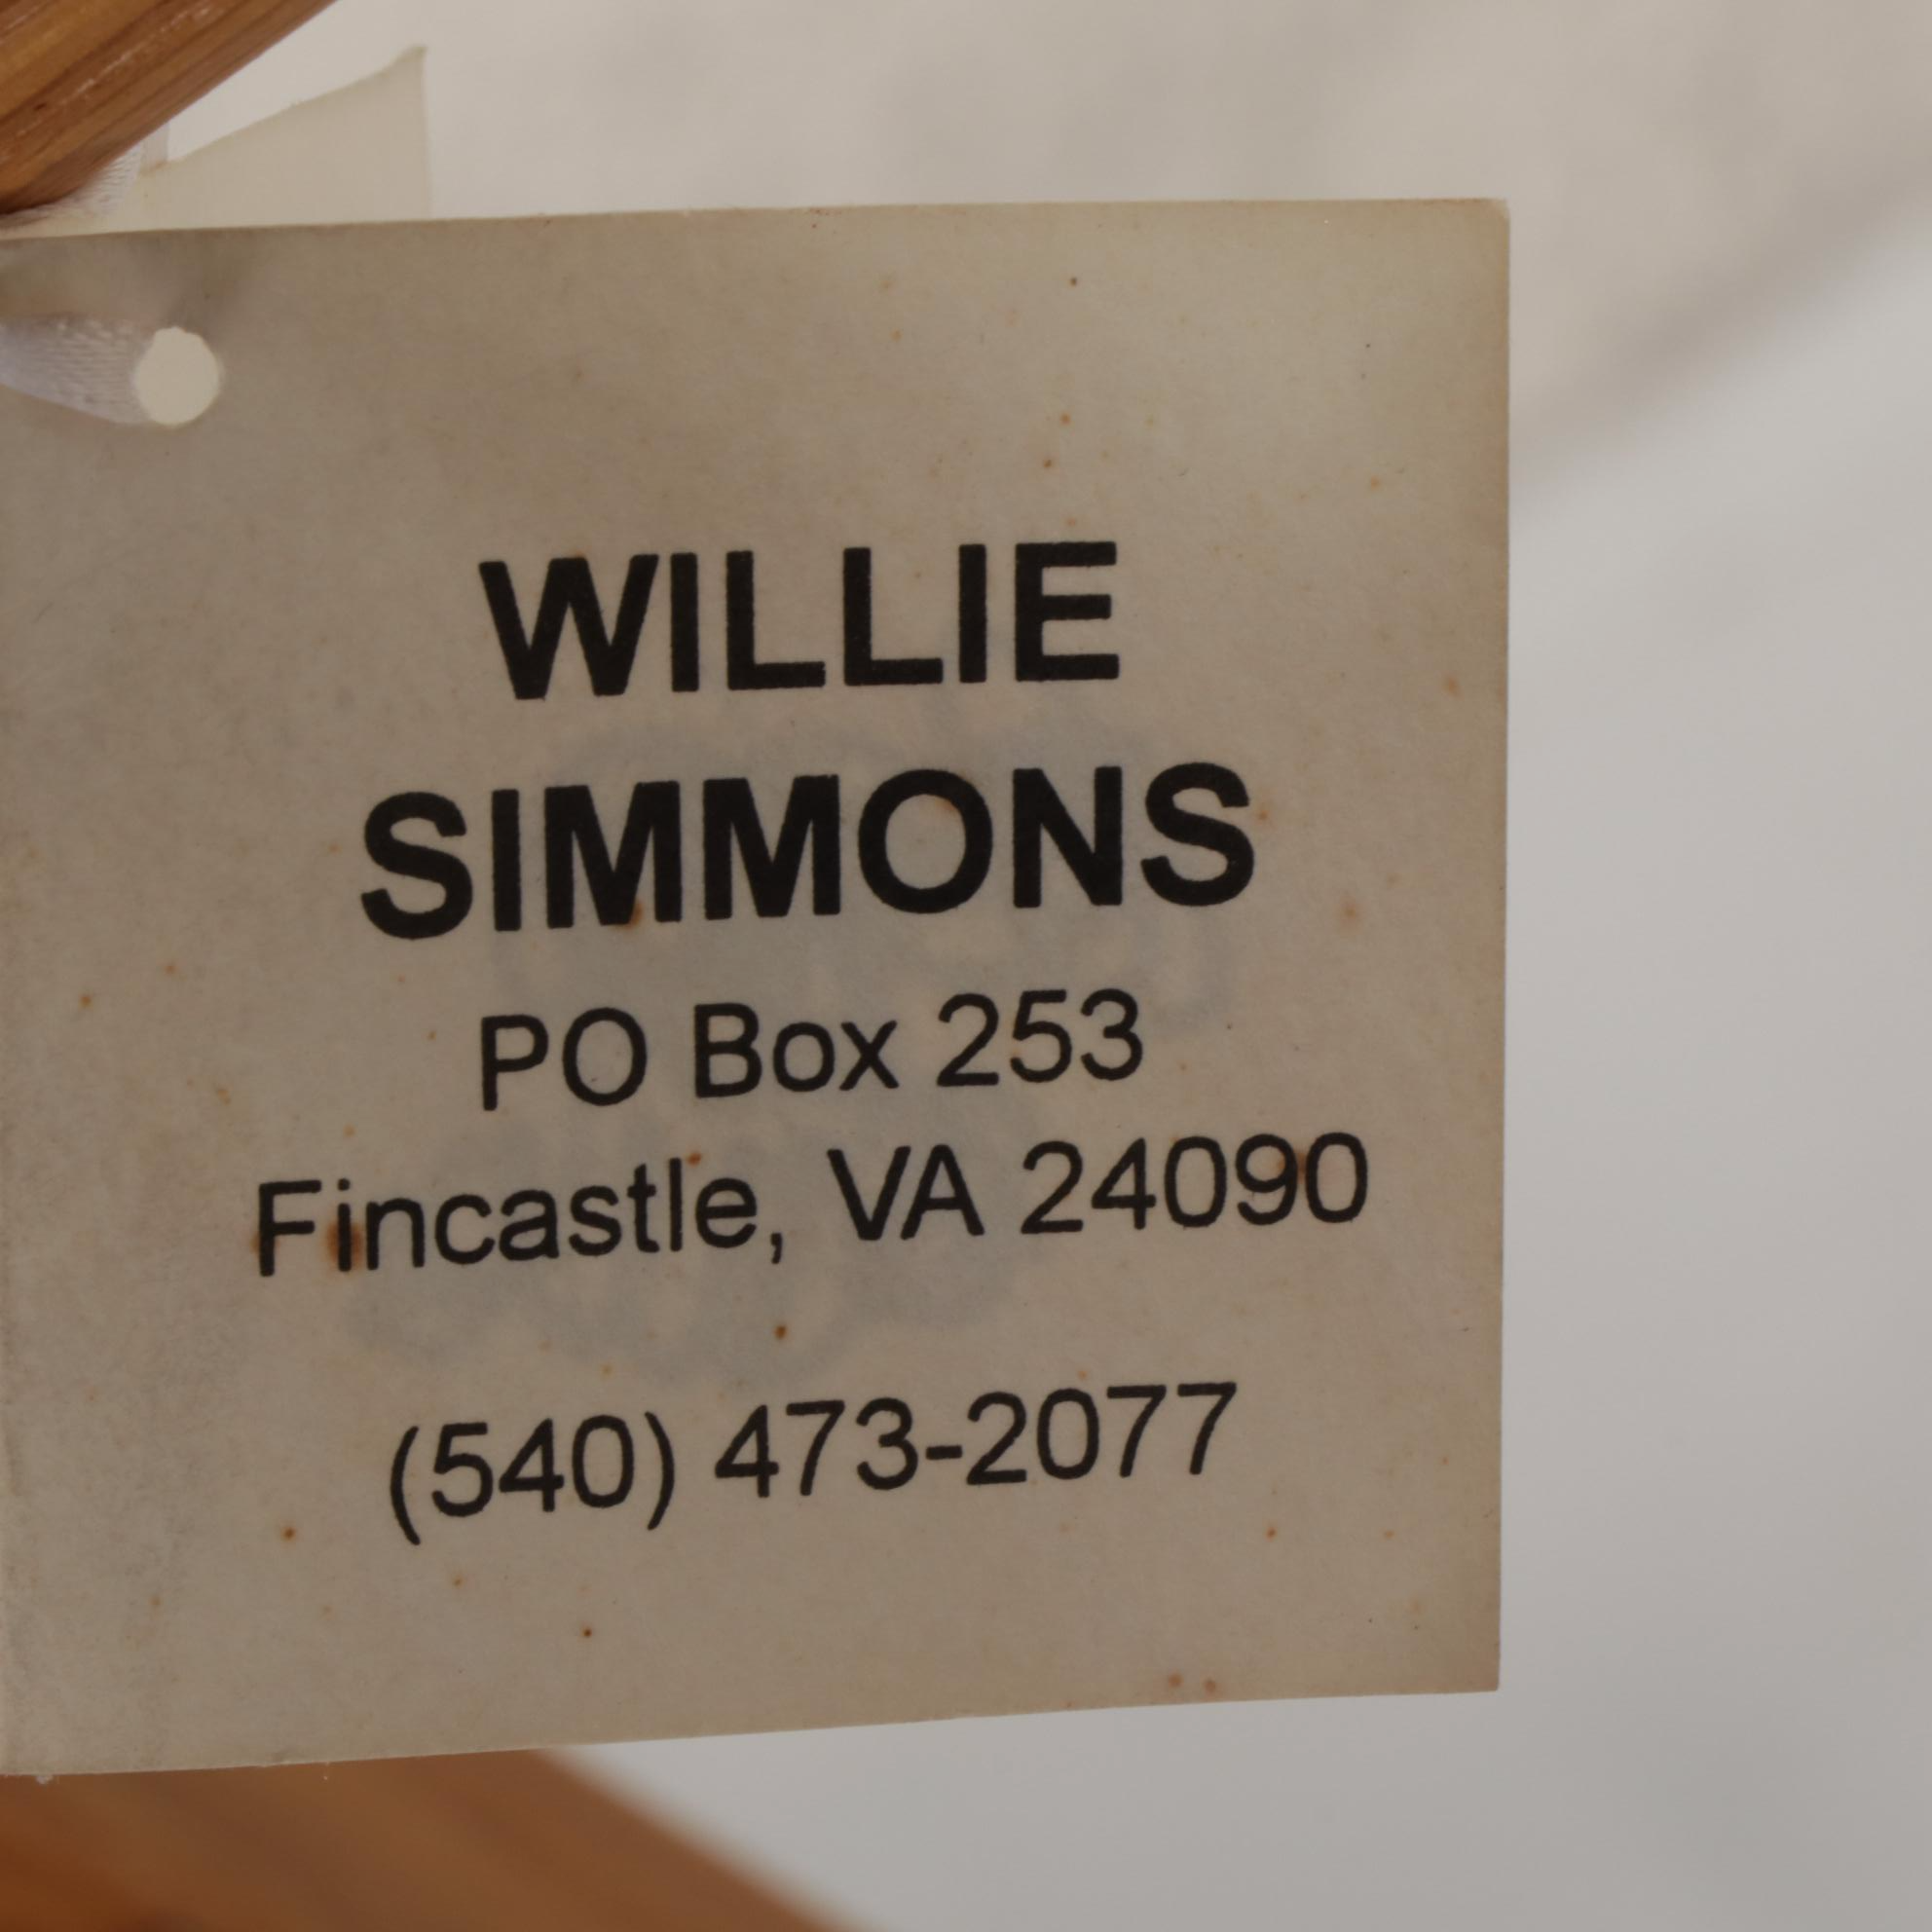 WILLIE
SIMMONS
PO Box 253
Fincastle, VA 24090
(540) 473-2077